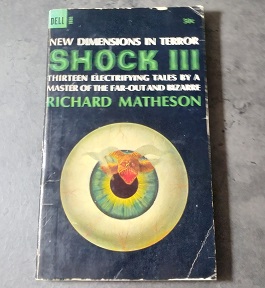 DELL
50c
NEW DIMENSIONS IN TERROR
SHOCK III
THIRTEEN ELECTRIFYING TALES BY A
MASTER OF THE FAR-OUT AND BIZARRE
RICHARD MATHESON